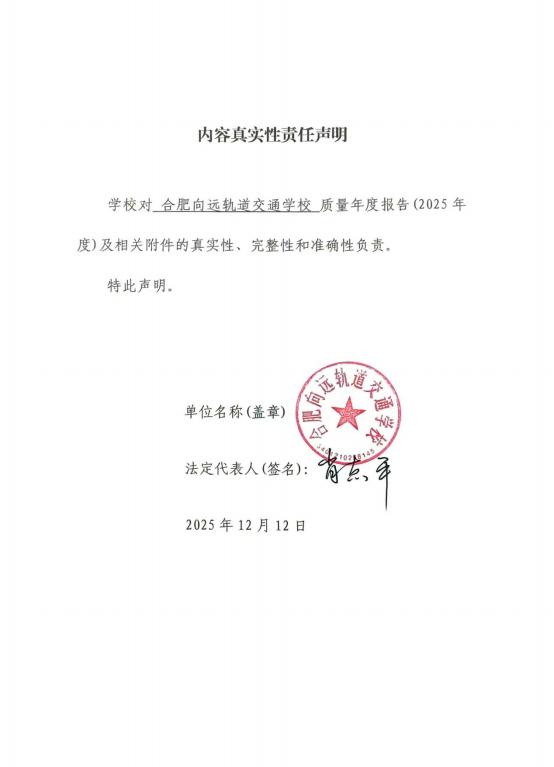 内容真实性责任声明
学校对 合肥向远轨道交通学校 质量年度报告(2025 年
度)及相关附件的真实性、完整性和准确性负责。
特此声明。
合肥向远轨道交通学校
单位名称(盖章)
法定代表人(签名):
2025 年 12 月 12 日